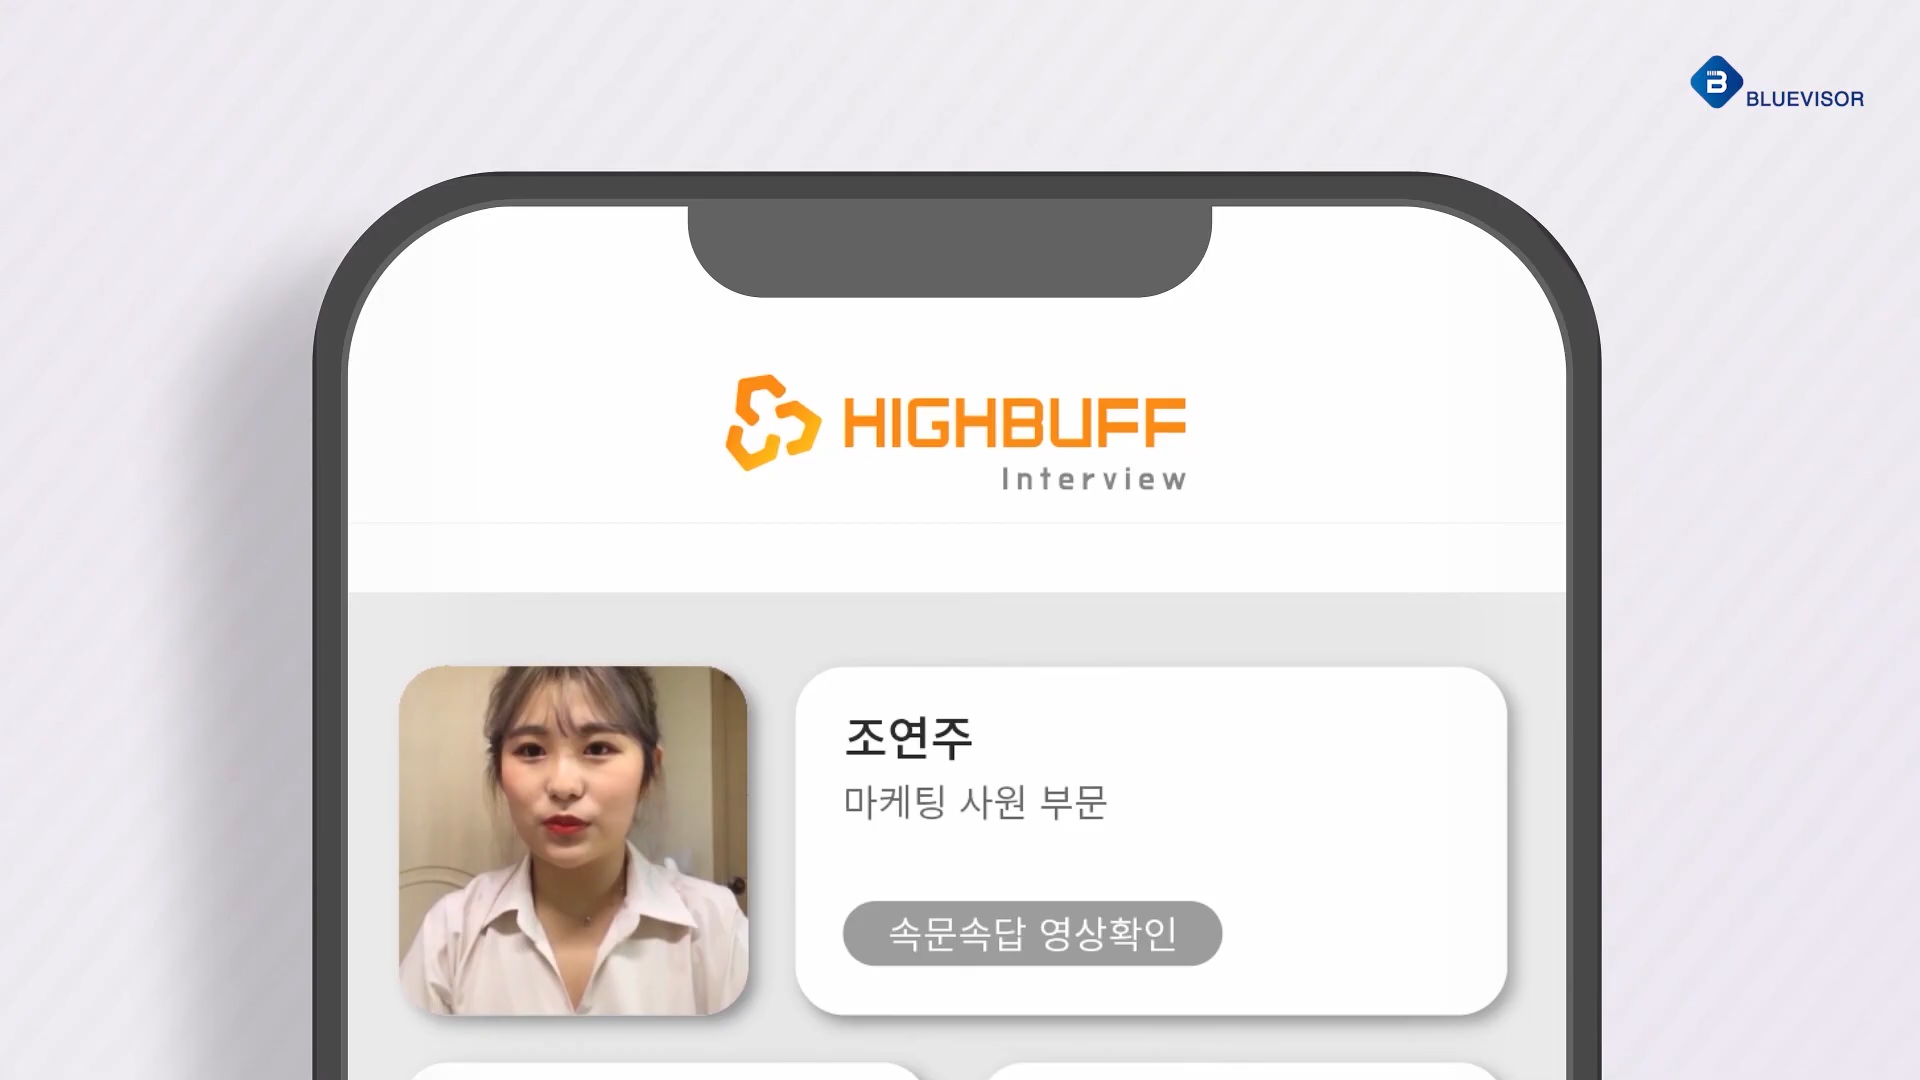 B BLUEVISOR
HIGHBUFF
Interview
조연주
마케팅 사원 부문
속문속답 영상확인